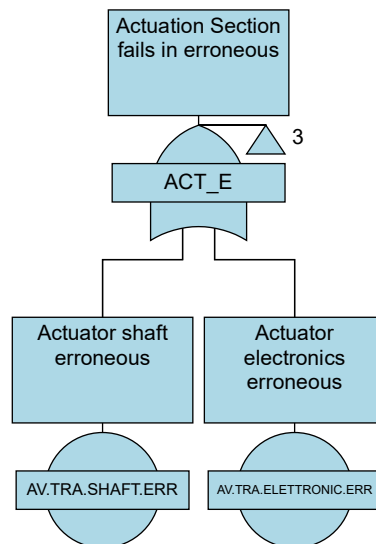 Actuation Section
fails in erroneous
3
ACT_E
Actuator shaft
erroneous
Actuator
electronics
erroneous
AV.TRA.SHAFT.ERR
AV.TRA.ELETTRONIC.ERR